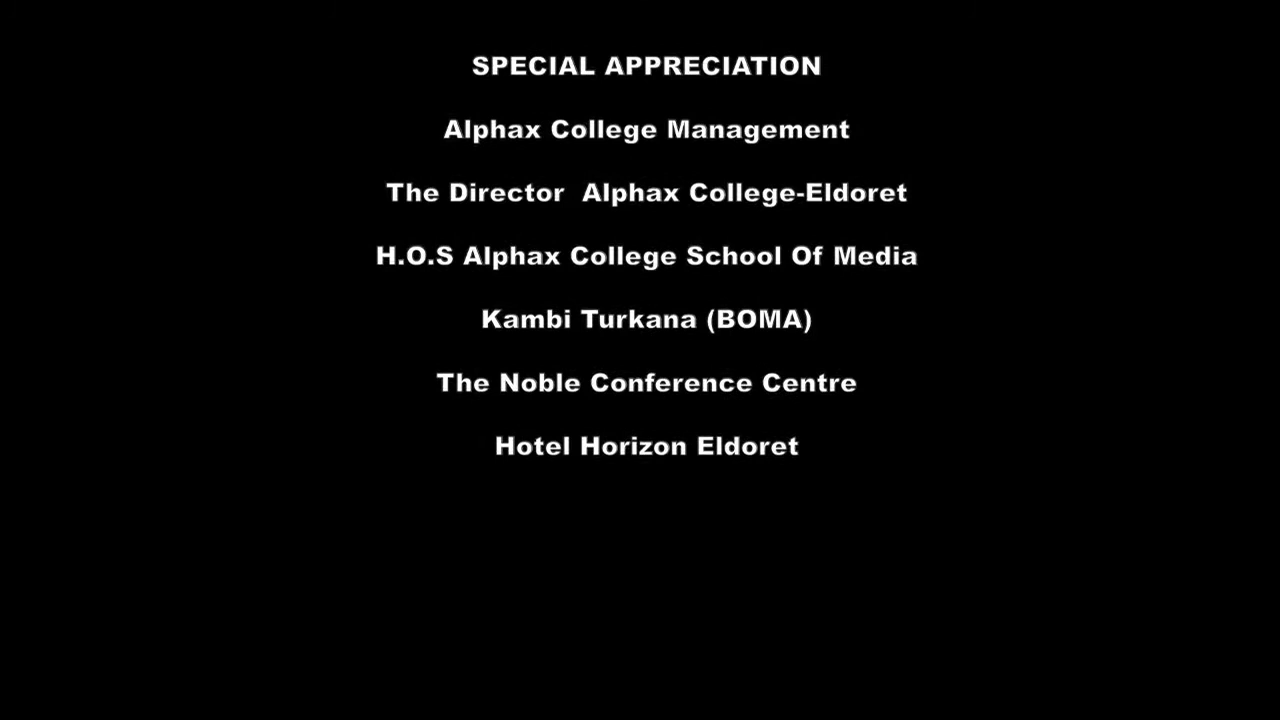 SPECIAL APPRECIATION
Alphax College Management
The Director  Alphax College-Eldoret
H.O.S Alphax College School Of Media
Kambi Turkana (BOMA)
The Noble Conference Centre
Hotel Horizon Eldoret